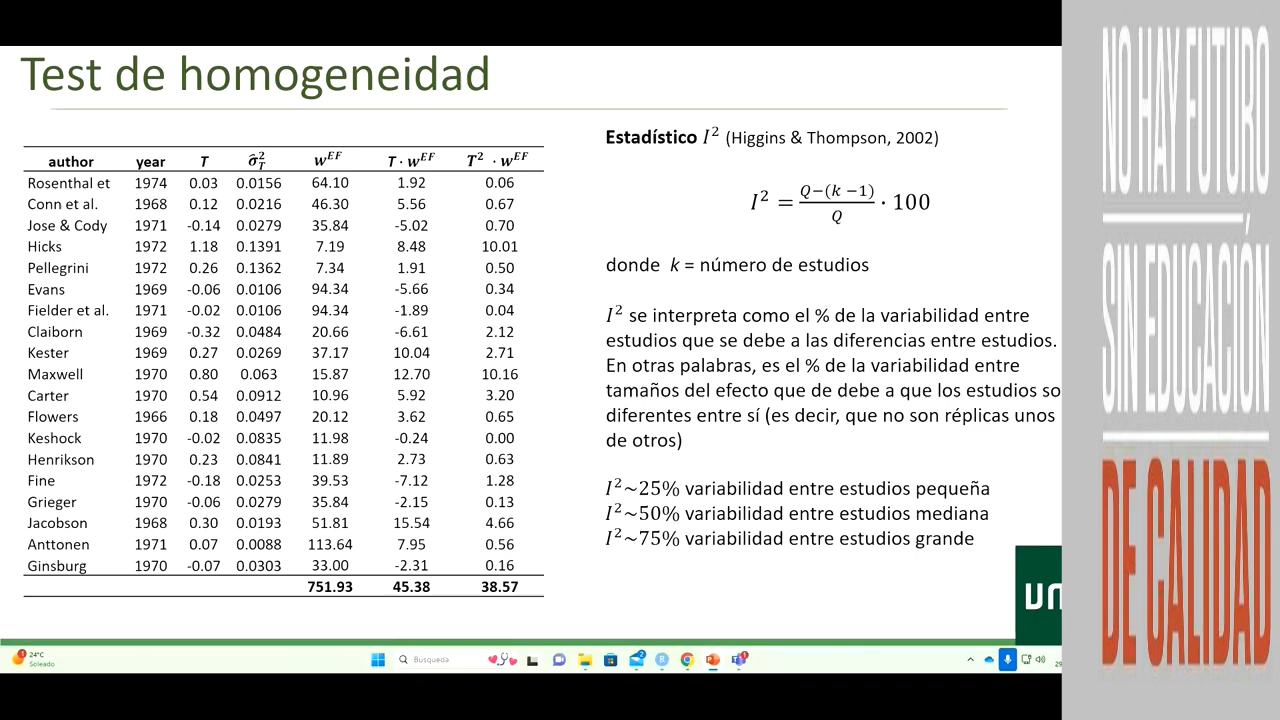 Test de homogeneidad
author year T σ̂²_T w^EF T · w^EF T² · w^EF
Rosenthal et 1974 0.03 0.0156 64.10 1.92 0.06
Conn et al. 1968 0.12 0.0216 46.30 5.56 0.67
Jose & Cody 1971 -0.14 0.0279 35.84 -5.02 0.70
Hicks 1972 1.18 0.1391 7.19 8.48 10.01
Pellegrini 1972 0.26 0.1362 7.34 1.91 0.50
Evans 1969 -0.06 0.0106 94.34 -5.66 0.34
Fielder et al. 1971 -0.02 0.0106 94.34 -1.89 0.04
Claiborn 1969 -0.32 0.0484 20.66 -6.61 2.12
Kester 1969 0.27 0.0269 37.17 10.04 2.71
Maxwell 1970 0.80 0.063 15.87 12.70 10.16
Carter 1970 0.54 0.0912 10.96 5.92 3.20
Flowers 1966 0.18 0.0497 20.12 3.62 0.65
Keshock 1970 -0.02 0.0835 11.98 -0.24 0.00
Henrikson 1970 0.23 0.0841 11.89 2.73 0.63
Fine 1972 -0.18 0.0253 39.53 -7.12 1.28
Grieger 1970 -0.06 0.0279 35.84 -2.15 0.13
Jacobson 1968 0.30 0.0193 51.81 15.54 4.66
Anttonen 1971 0.07 0.0088 113.64 7.95 0.56
Ginsburg 1970 -0.07 0.0303 33.00 -2.31 0.16
751.93 45.38 38.57
Estadístico I² (Higgins & Thompson, 2002)
I² = (Q−(k −1))/Q · 100
donde k = número de estudios
I² se interpreta como el % de la variabilidad entre
estudios que se debe a las diferencias entre estudios.
En otras palabras, es el % de la variabilidad entre
tamaños del efecto que de debe a que los estudios so
diferentes entre sí (es decir, que no son réplicas unos
de otros)
I²~25% variabilidad entre estudios pequeña
I²~50% variabilidad entre estudios mediana
I²~75% variabilidad entre estudios grande
24°C
Soleado
Busqueda
NO HAY FUTURO
SIN EDUCACIÓN
DE CALIDAD